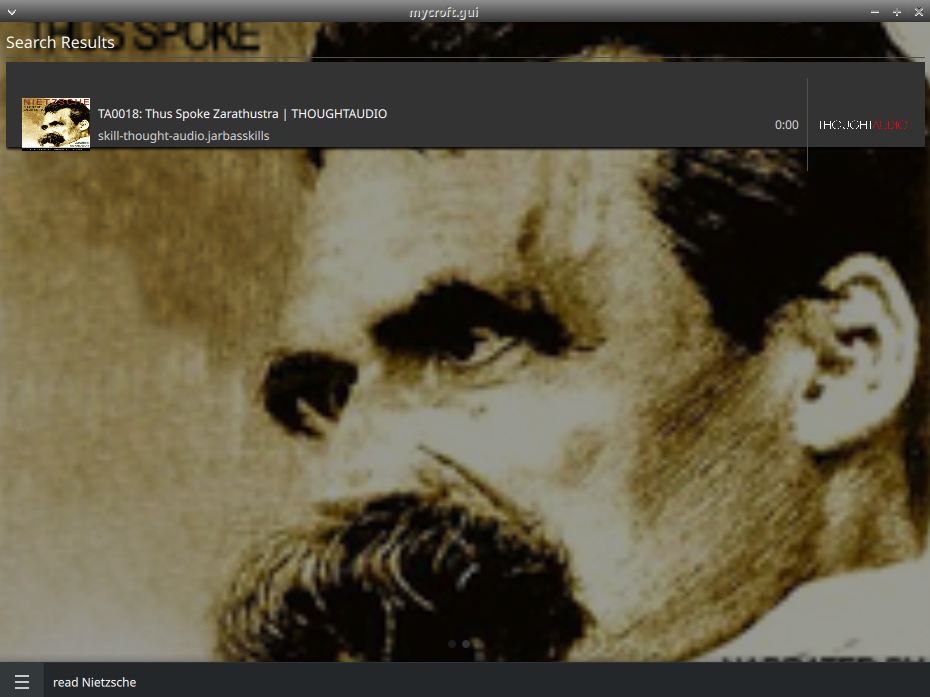 mycroft.gui
THUS SPOKE
Search Results
NIETZSCHE
TA0018: Thus Spoke Zarathustra | THOUGHTAUDIO
skill-thought-audio.jarbasskills
0:00
THOUGHTAUDIO
read Nietzsche